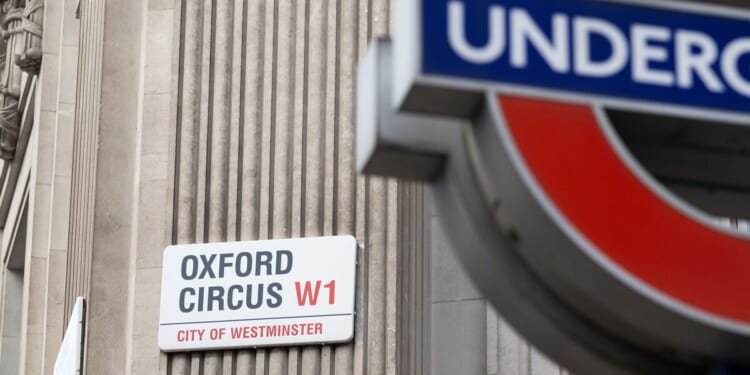 UNDERG
OXFORD
CIRCUS W1
CITY OF WESTMINSTER